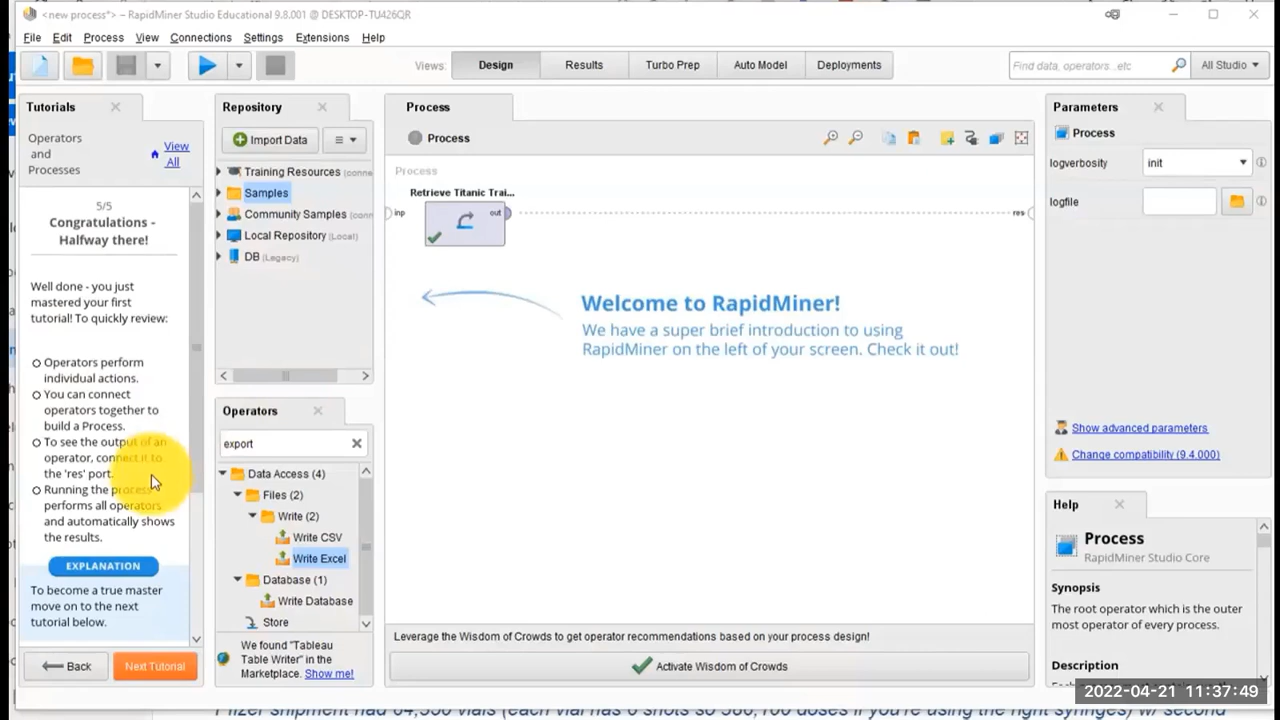 <new process*> – RapidMiner Studio Educational 9.8.001 @ DESKTOP-TU426QR
File Edit Process View Connections Settings Extensions Help
Views: Design Results Turbo Prep Auto Model Deployments
Find data, operators...etc All Studio
Tutorials
Operators
and
Processes
View
All
5/5
Congratulations -
Halfway there!
Well done - you just
mastered your first
tutorial! To quickly review:
Operators perform
individual actions.
You can connect
operators together to
build a Process.
To see the output of an
operator, connect it to
the 'res' port.
Running the process
performs all operators
and automatically shows
the results.
EXPLANATION
To become a true master
move on to the next
tutorial below.
Back Next Tutorial
Repository
Import Data
Training Resources (conne
Samples
Community Samples (conn
Local Repository (Local)
DB (Legacy)
Operators
export
Data Access (4)
Files (2)
Write (2)
Write CSV
Write Excel
Database (1)
Write Database
Store
We found "Tableau
Table Writer" in the
Marketplace. Show me!
Process
Process
Process
Retrieve Titanic Trai...
inp out res
Welcome to RapidMiner!
We have a super brief introduction to using
RapidMiner on the left of your screen. Check it out!
Leverage the Wisdom of Crowds to get operator recommendations based on your process design!
Activate Wisdom of Crowds
Parameters
Process
logverbosity init
logfile
Show advanced parameters
Change compatibility (9.4.000)
Help
Process
RapidMiner Studio Core
Synopsis
The root operator which is the outer
most operator of every process.
Description
2022-04-21 11:37:49